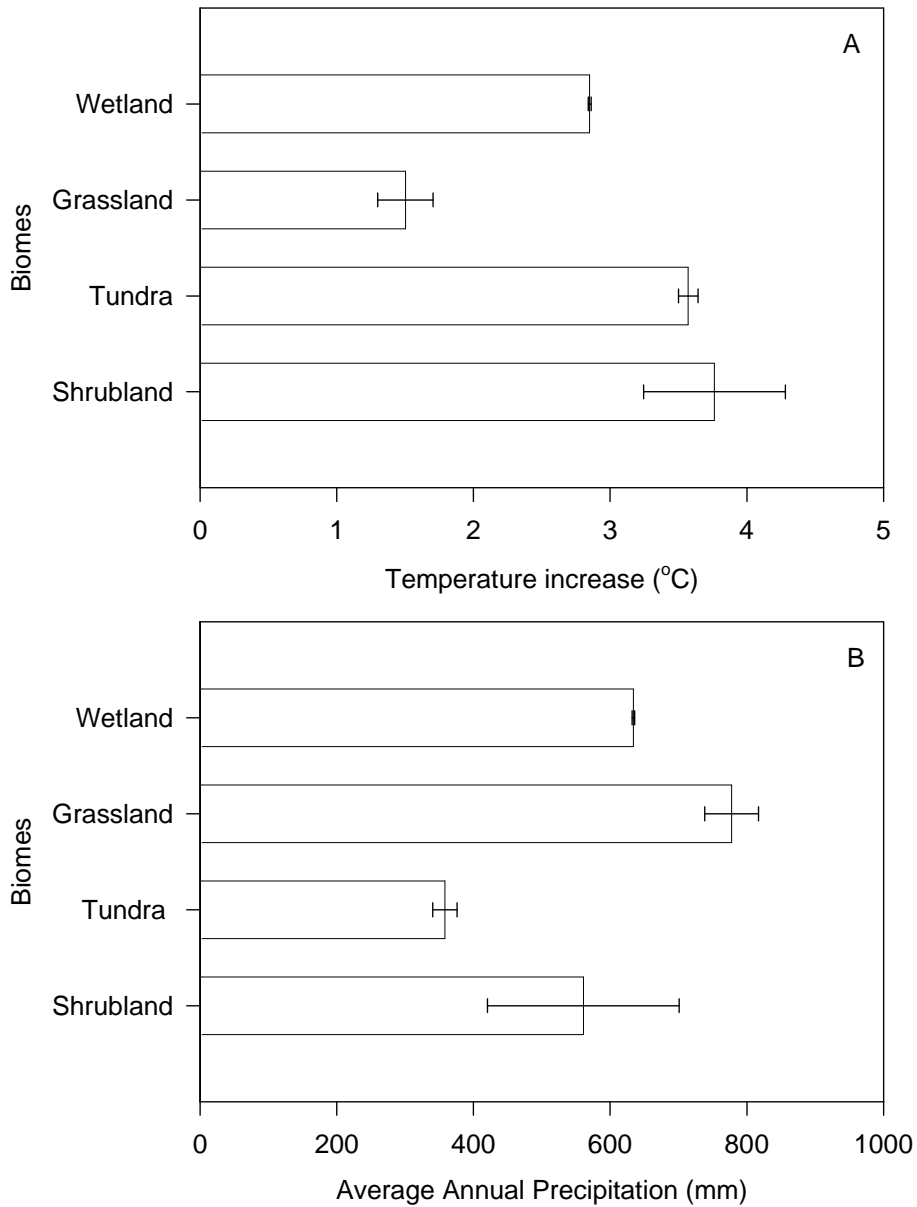 A
Wetland
Grassland
Tundra
Shrubland
Biomes
0 1 2 3 4 5
Temperature increase (°C)
B
Wetland
Grassland
Tundra
Shrubland
Biomes
0 200 400 600 800 1000
Average Annual Precipitation (mm)